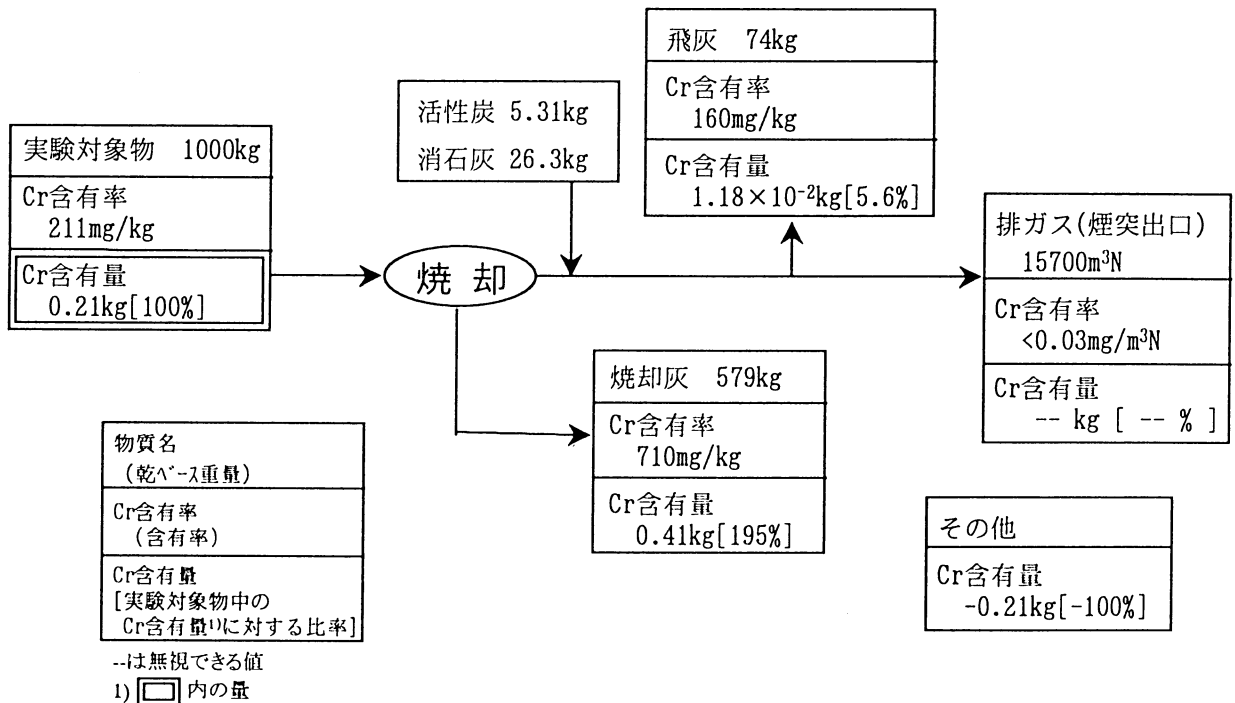 実験対象物 1000kg
Cr含有率
211mg/kg
Cr含有量
0.21kg[100%]
活性炭 5.31kg
消石灰 26.3kg
焼却
飛灰 74kg
Cr含有率
160mg/kg
Cr含有量
1.18×10⁻²kg[5.6%]
排ガス(煙突出口)
15700m³N
Cr含有率
<0.03mg/m³N
Cr含有量
-- kg [ -- % ]
焼却灰 579kg
Cr含有率
710mg/kg
Cr含有量
0.41kg[195%]
その他
Cr含有量
-0.21kg[-100%]
物質名
(乾ベース重量)
Cr含有率
(含有率)
Cr含有量
[実験対象物中の
Cr含有量¹⁾に対する比率]
--は無視できる値
1) 内の量